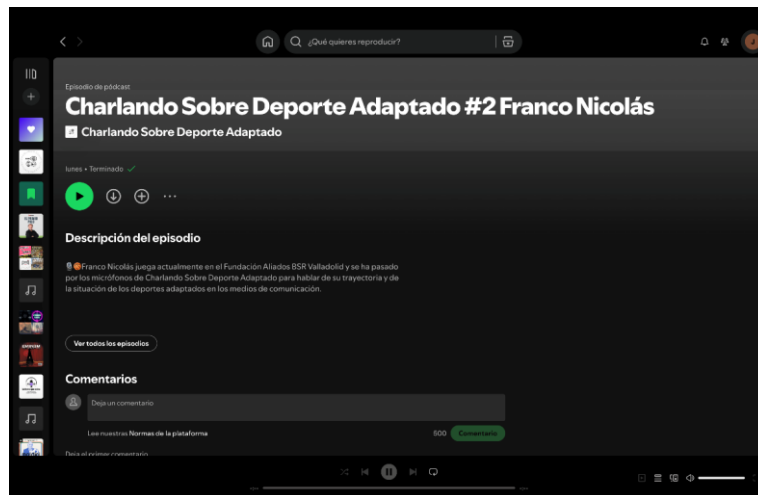 ¿Qué quieres reproducir?
J
Episodio de pódcast
Charlando Sobre Deporte Adaptado #2 Franco Nicolás
Charlando Sobre Deporte Adaptado
lunes • Terminado
Descripción del episodio
🎙️🏀Franco Nicolás juega actualmente en el Fundación Aliados BSR Valladolid y se ha pasado
por los micrófonos de Charlando Sobre Deporte Adaptado para hablar de su trayectoria y de
la situación de los deportes adaptados en los medios de comunicación.
Ver todos los episodios
Comentarios
Deja un comentario
Lee nuestras Normas de la plataforma
500 Comentario
Deja el primer comentario